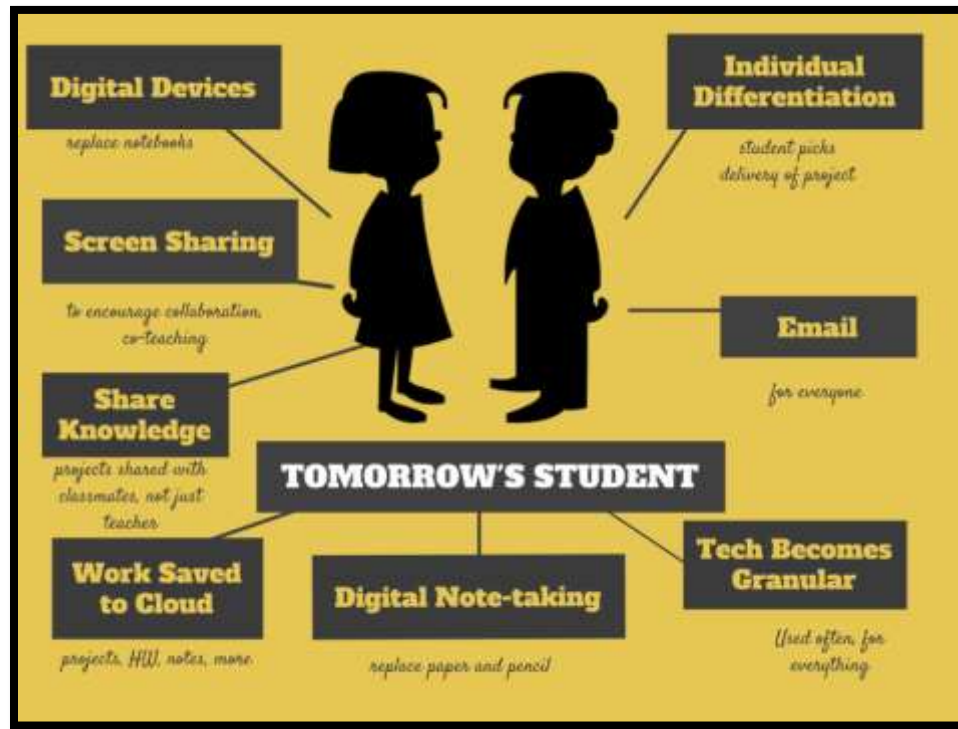 Digital Devices
replace notebooks
Screen Sharing
to encourage collaboration,
co-teaching
Share
Knowledge
projects shared with
classmates, not just
teacher
Individual
Differentiation
student picks
delivery of project
Email
for everyone
TOMORROW'S STUDENT
Work Saved
to Cloud
projects, HW, notes, more
Digital Note-taking
replace paper and pencil
Tech Becomes
Granular
Used often, for
everything